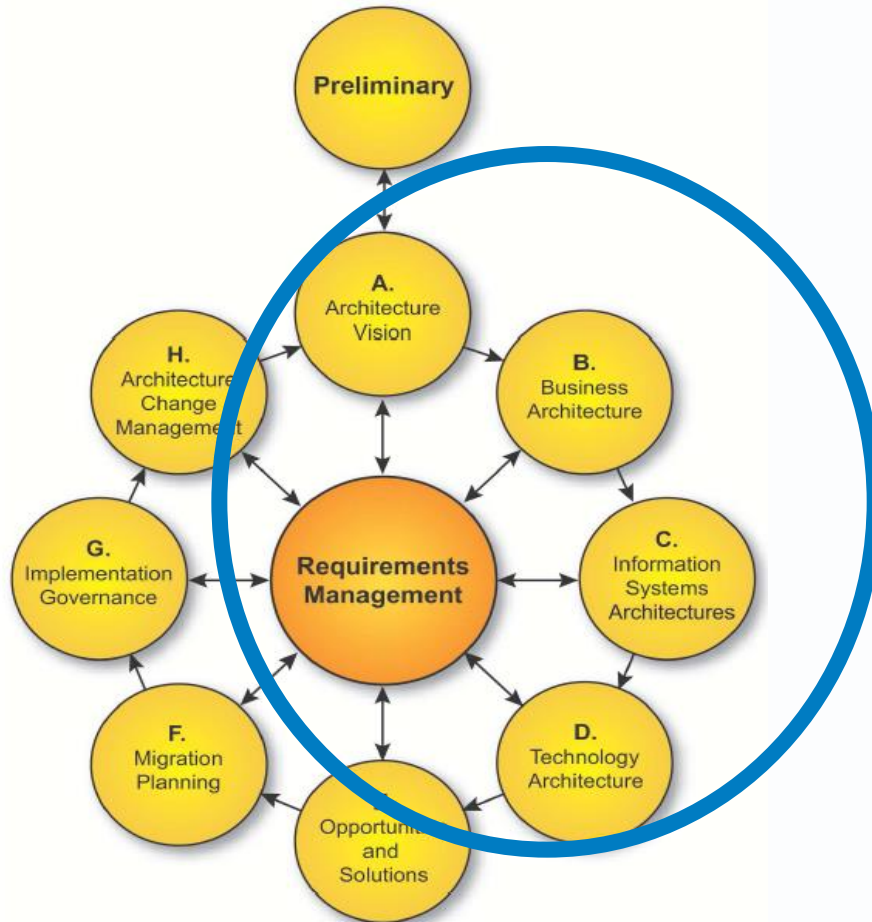 Preliminary
A.
Architecture
Vision
B.
Business
Architecture
C.
Information
Systems
Architectures
D.
Technology
Architecture
and
Solutions
F.
Migration
Planning
G.
Implementation
Governance
H.
Architecture
Change
Management
Requirements
Management